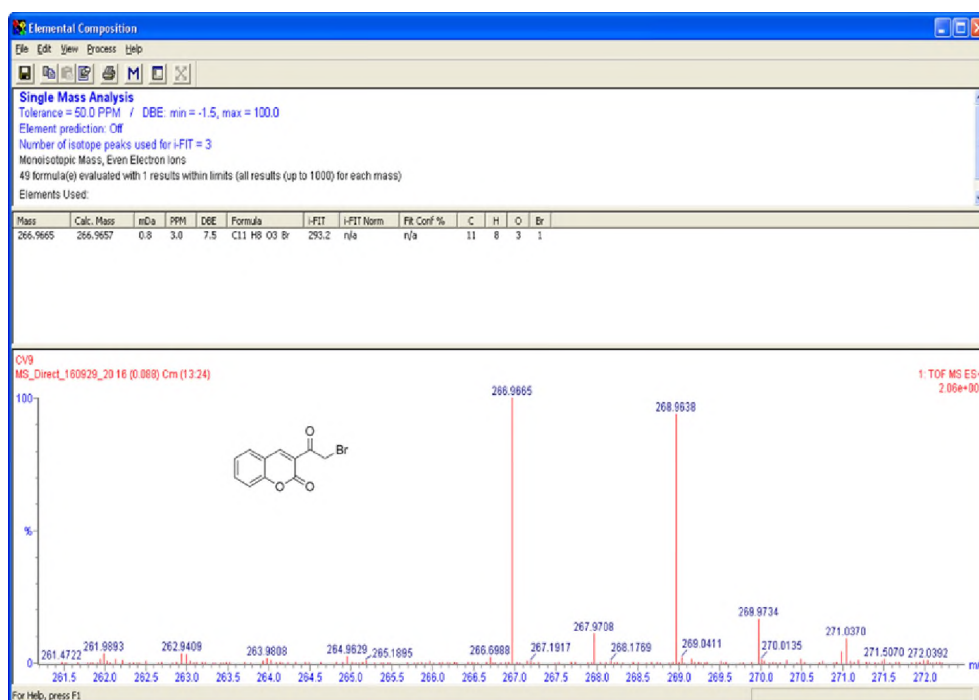 Elemental Composition
File Edit View Process Help
M
Single Mass Analysis
Tolerance = 50.0 PPM / DBE: min = -1.5, max = 100.0
Element prediction: Off
Number of isotope peaks used for i-FIT = 3
Monoisotopic Mass, Even Electron Ions
49 formula(e) evaluated with 1 results within limits (all results (up to 1000) for each mass)
Elements Used:
Mass Calc. Mass mDa PPM DBE Formula i-FIT i-FIT Norm Fit Conf % C H O Br
266.9665 266.9657 0.8 3.0 7.5 C11 H8 O3 Br 293.2 n/a n/a 11 8 3 1
CV9
MS_Direct_160929_20 16 (0.088) Cm (13:24)
1: TOF MS ES+
2.06e+00
100
%
0
266.9665
268.9638
O
Br
O
O
261.4722
261.9893
262.9409
263.9808
264.9629
265.1895
266.6988
267.1917
267.9708
268.1769
269.0411
269.9734
270.0135
271.0370
271.5070
272.0392
261.5 262.0 262.5 263.0 263.5 264.0 264.5 265.0 265.5 266.0 266.5 267.0 267.5 268.0 268.5 269.0 269.5 270.0 270.5 271.0 271.5 272.0
For Help, press F1